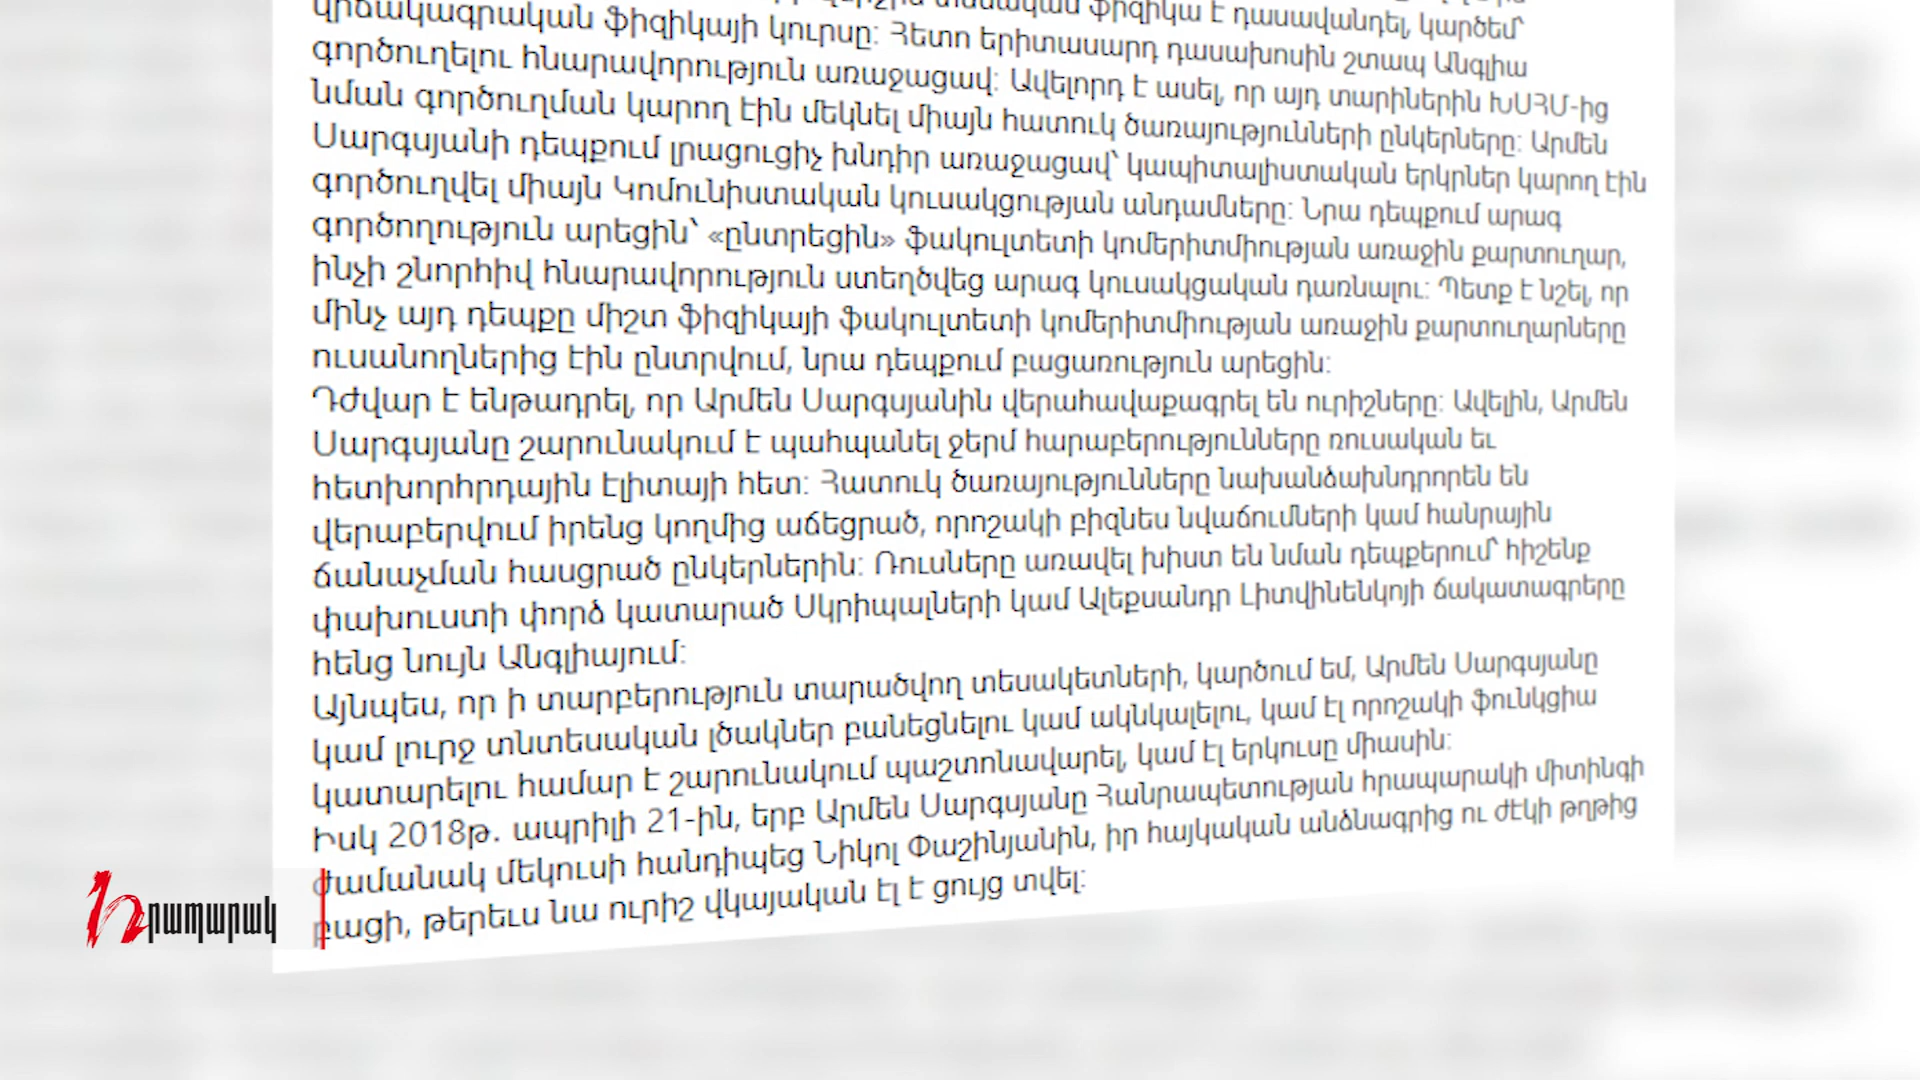 ֆիզիկա է դասավանդել, կարծեմ՝
վիճակագրական ֆիզիկայի կուրսը։ Հետո երիտասարդ դասախոսին շտապ Անգլիա
գործուղելու հնարավորություն առաջացավ։ Ավելորդ է ասել, որ այդ տարիներին ԽՍՀՄ-ից
նման գործուղման կարող էին մեկնել միայն հատուկ ծառայությունների ընկերները։ Արմեն
Սարգսյանի դեպքում լրացուցիչ խնդիր առաջացավ՝ կապիտալիստական երկրներ կարող էին
գործուղվել միայն Կոմունիստական կուսակցության անդամները։ Նրա դեպքում արագ
գործողություն արեցին՝ «ընտրեցին» ֆակուլտետի կոմերիտմիության առաջին քարտուղար,
ինչի շնորհիվ հնարավորություն ստեղծվեց արագ կուսակցական դառնալու։ Պետք է նշել, որ
մինչ այդ դեպքը միշտ ֆիզիկայի ֆակուլտետի կոմերիտմիության առաջին քարտուղարները
ուսանողներից էին ընտրվում, նրա դեպքում բացառություն արեցին։
Դժվար է ենթադրել, որ Արմեն Սարգսյանին վերահավաքագրել են ուրիշները։ Ավելին, Արմեն
Սարգսյանը շարունակում է պահպանել ջերմ հարաբերությունները ռուսական եւ
հետխորհրդային էլիտայի հետ։ Հատուկ ծառայությունները նախանձախնդրորեն են
վերաբերվում իրենց կողմից աճեցրած, որոշակի բիզնես նվաճումների կամ հանրային
ճանաչման հասցրած ընկերներին։ Ռուսները առավել խիստ են նման դեպքերում՝ հիշենք
փախուստի փորձ կատարած Սկրիպալների կամ Ալեքսանդր Լիտվինենկոյի ճակատագրերը
հենց նույն Անգլիայում։
Այնպես, որ ի տարբերություն տարածվող տեսակետների, կարծում եմ, Արմեն Սարգսյանը
կամ լուրջ տնտեսական լծակներ բանեցնելու կամ ակնկալելու, կամ էլ որոշակի ֆունկցիա
կատարելու համար է շարունակում պաշտոնավարել, կամ էլ երկուսը միասին։
Իսկ 2018թ. ապրիլի 21-ին, երբ Արմեն Սարգսյանը Հանրապետության հրապարակի միտինգի
ժամանակ մեկուսի հանդիպեց Նիկոլ Փաշինյանին, իր հայկական անձնագրից ու ժէկի թղթից
բացի, թերեւս նա ուրիշ վկայական էլ է ցույց տվել։
հրապարակ